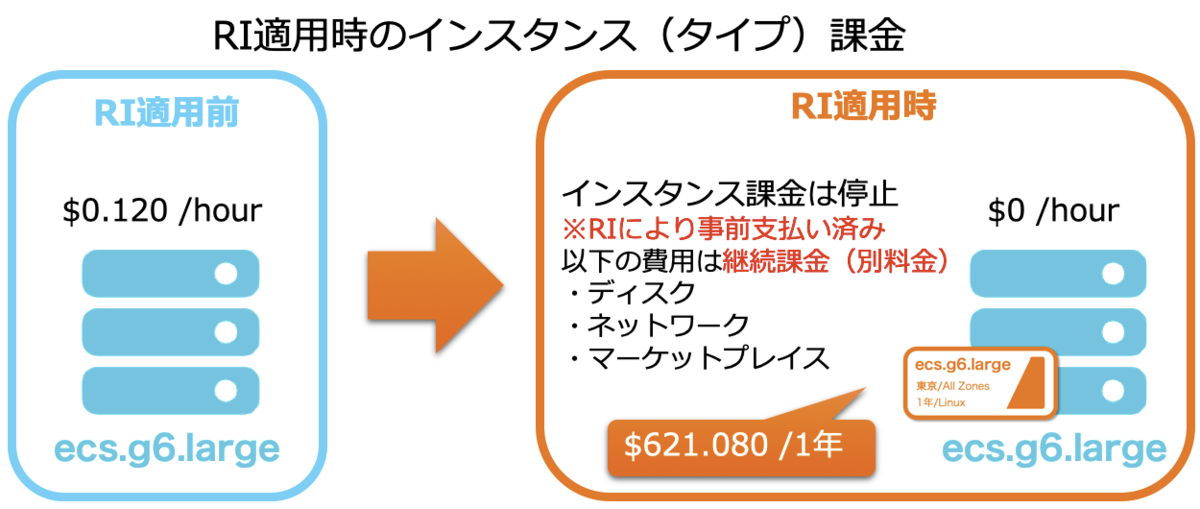 RI適用時のインスタンス（タイプ）課金
RI適用前
$0.120 /hour
ecs.g6.large
RI適用時
インスタンス課金は停止
※RIにより事前支払い済み
以下の費用は継続課金（別料金）
・ディスク
・ネットワーク
・マーケットプレイス
$621.080 /1年
$0 /hour
ecs.g6.large
東京/All Zones
1年/Linux
ecs.g6.large